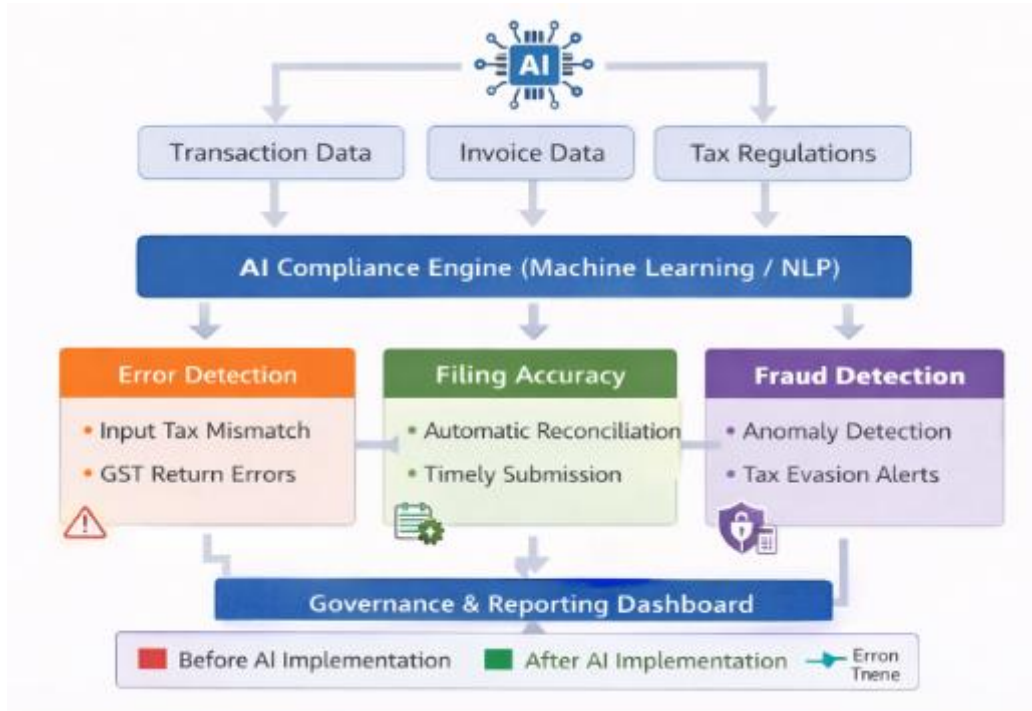 AI
Transaction Data
Invoice Data
Tax Regulations
AI Compliance Engine (Machine Learning / NLP)
Error Detection
• Input Tax Mismatch
• GST Return Errors
Filing Accuracy
• Automatic Reconciliation
• Timely Submission
Fraud Detection
• Anomaly Detection
• Tax Evasion Alerts
Governance & Reporting Dashboard
Before AI Implementation
After AI Implementation
Erron
Tnene